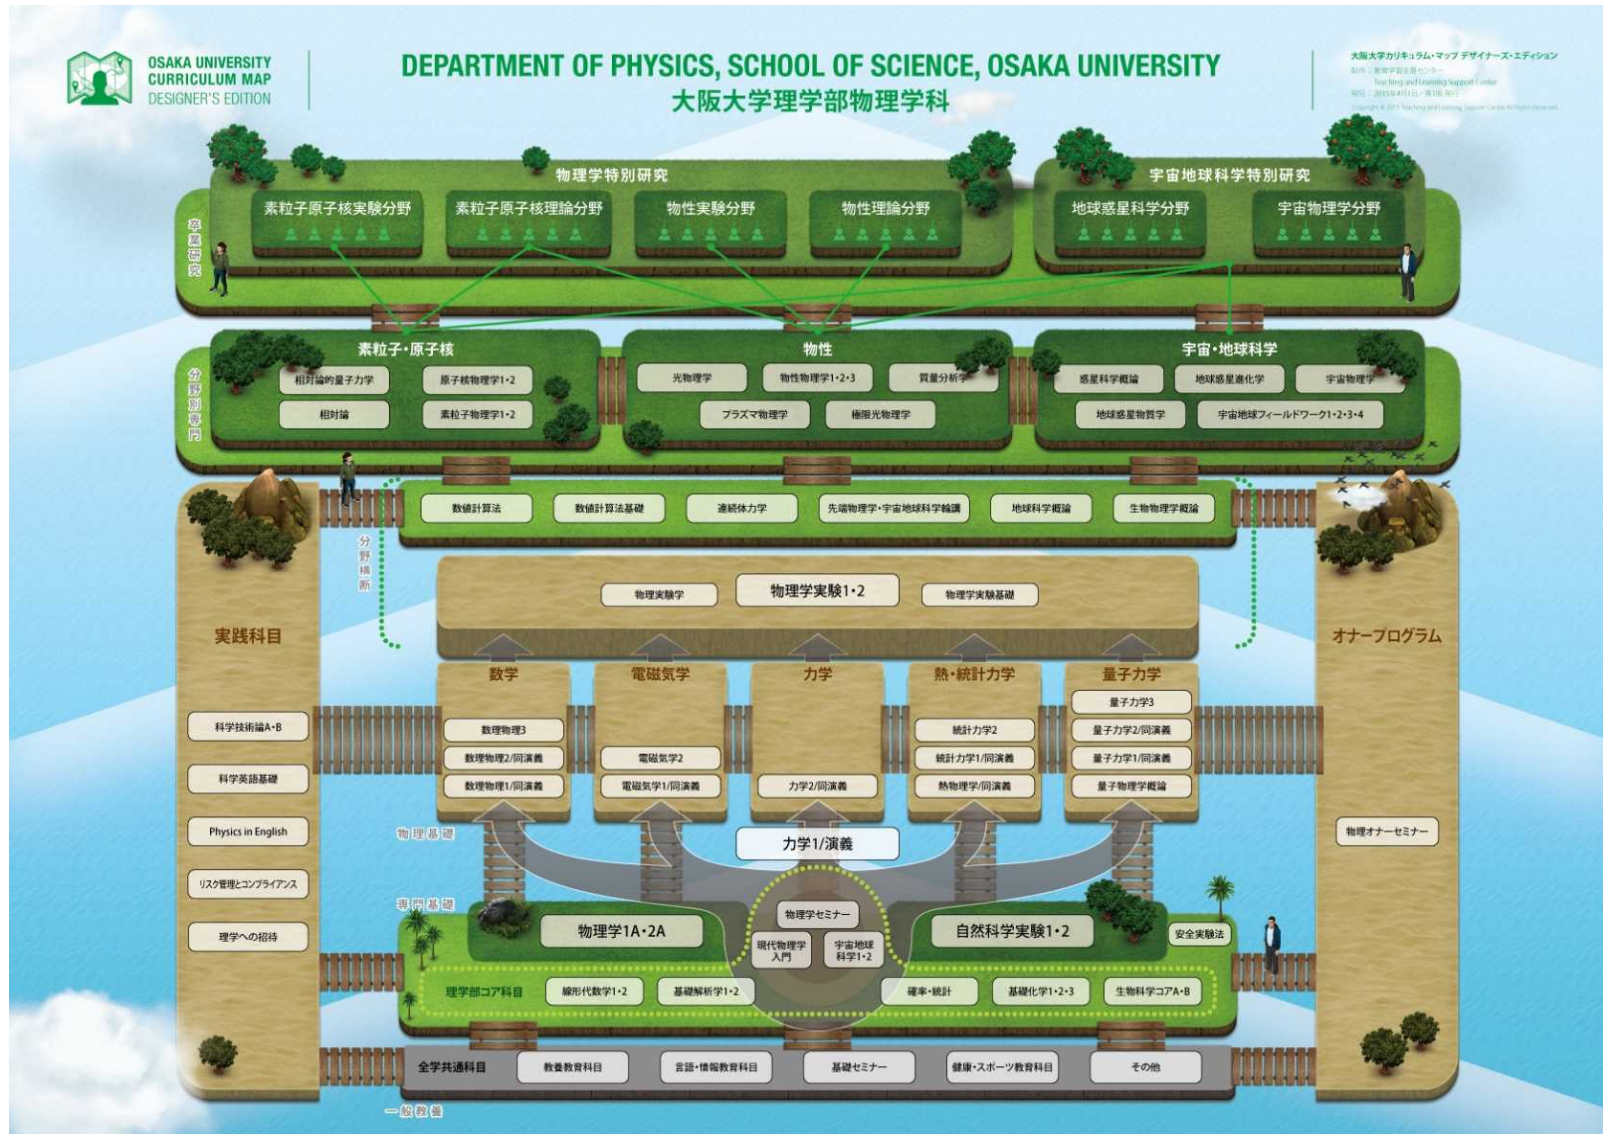 OSAKA UNIVERSITY
CURRICULUM MAP
DESIGNER'S EDITION
DEPARTMENT OF PHYSICS, SCHOOL OF SCIENCE, OSAKA UNIVERSITY
大阪大学理学部物理学科
大阪大学カリキュラム・マップ デザイナーズ・エディション
Teaching and Learning Support Center
卒業研究
物理学特別研究
素粒子原子核実験分野
素粒子原子核理論分野
物性実験分野
物性理論分野
宇宙地球科学特別研究
地球惑星科学分野
宇宙物理学分野
分野別専門
素粒子・原子核
相対論的量子力学
原子核物理学1・2
相対論
素粒子物理学1・2
物性
光物理学
物性物理学1・2・3
質量分析学
プラズマ物理学
極限光物理学
宇宙・地球科学
惑星科学概論
地球惑星進化学
宇宙物理学
地球惑星物質学
宇宙地球フィールドワーク1・2・3・4
分野横断
数値計算法
数値計算法基礎
連続体力学
先端物理学・宇宙地球科学輪講
地球科学概論
生物物理学概論
物理実験学
物理学実験1・2
物理学実験基礎
実践科目
科学技術論A・B
科学英語基礎
Physics in English
リスク管理とコンプライアンス
理学への招待
オナープログラム
物理オナーセミナー
数学
数理物理3
数理物理2/同演義
数理物理1/同演義
電磁気学
電磁気学2
電磁気学1/同演義
力学
力学2/同演義
熱・統計力学
統計力学2
統計力学1/同演義
熱物理学/同演義
量子力学
量子力学3
量子力学2/同演義
量子力学1/同演義
量子物理学概論
物理基礎
力学1/演義
専門基礎
物理学1A・2A
物理学セミナー
現代物理学
入門
宇宙地球
科学1・2
自然科学実験1・2
安全実験法
理学部コア科目
線形代数学1・2
基礎解析学1・2
確率・統計
基礎化学1・2・3
生物科学コアA・B
全学共通科目
教養教育科目
言語・情報教育科目
基礎セミナー
健康・スポーツ教育科目
その他
一般教養